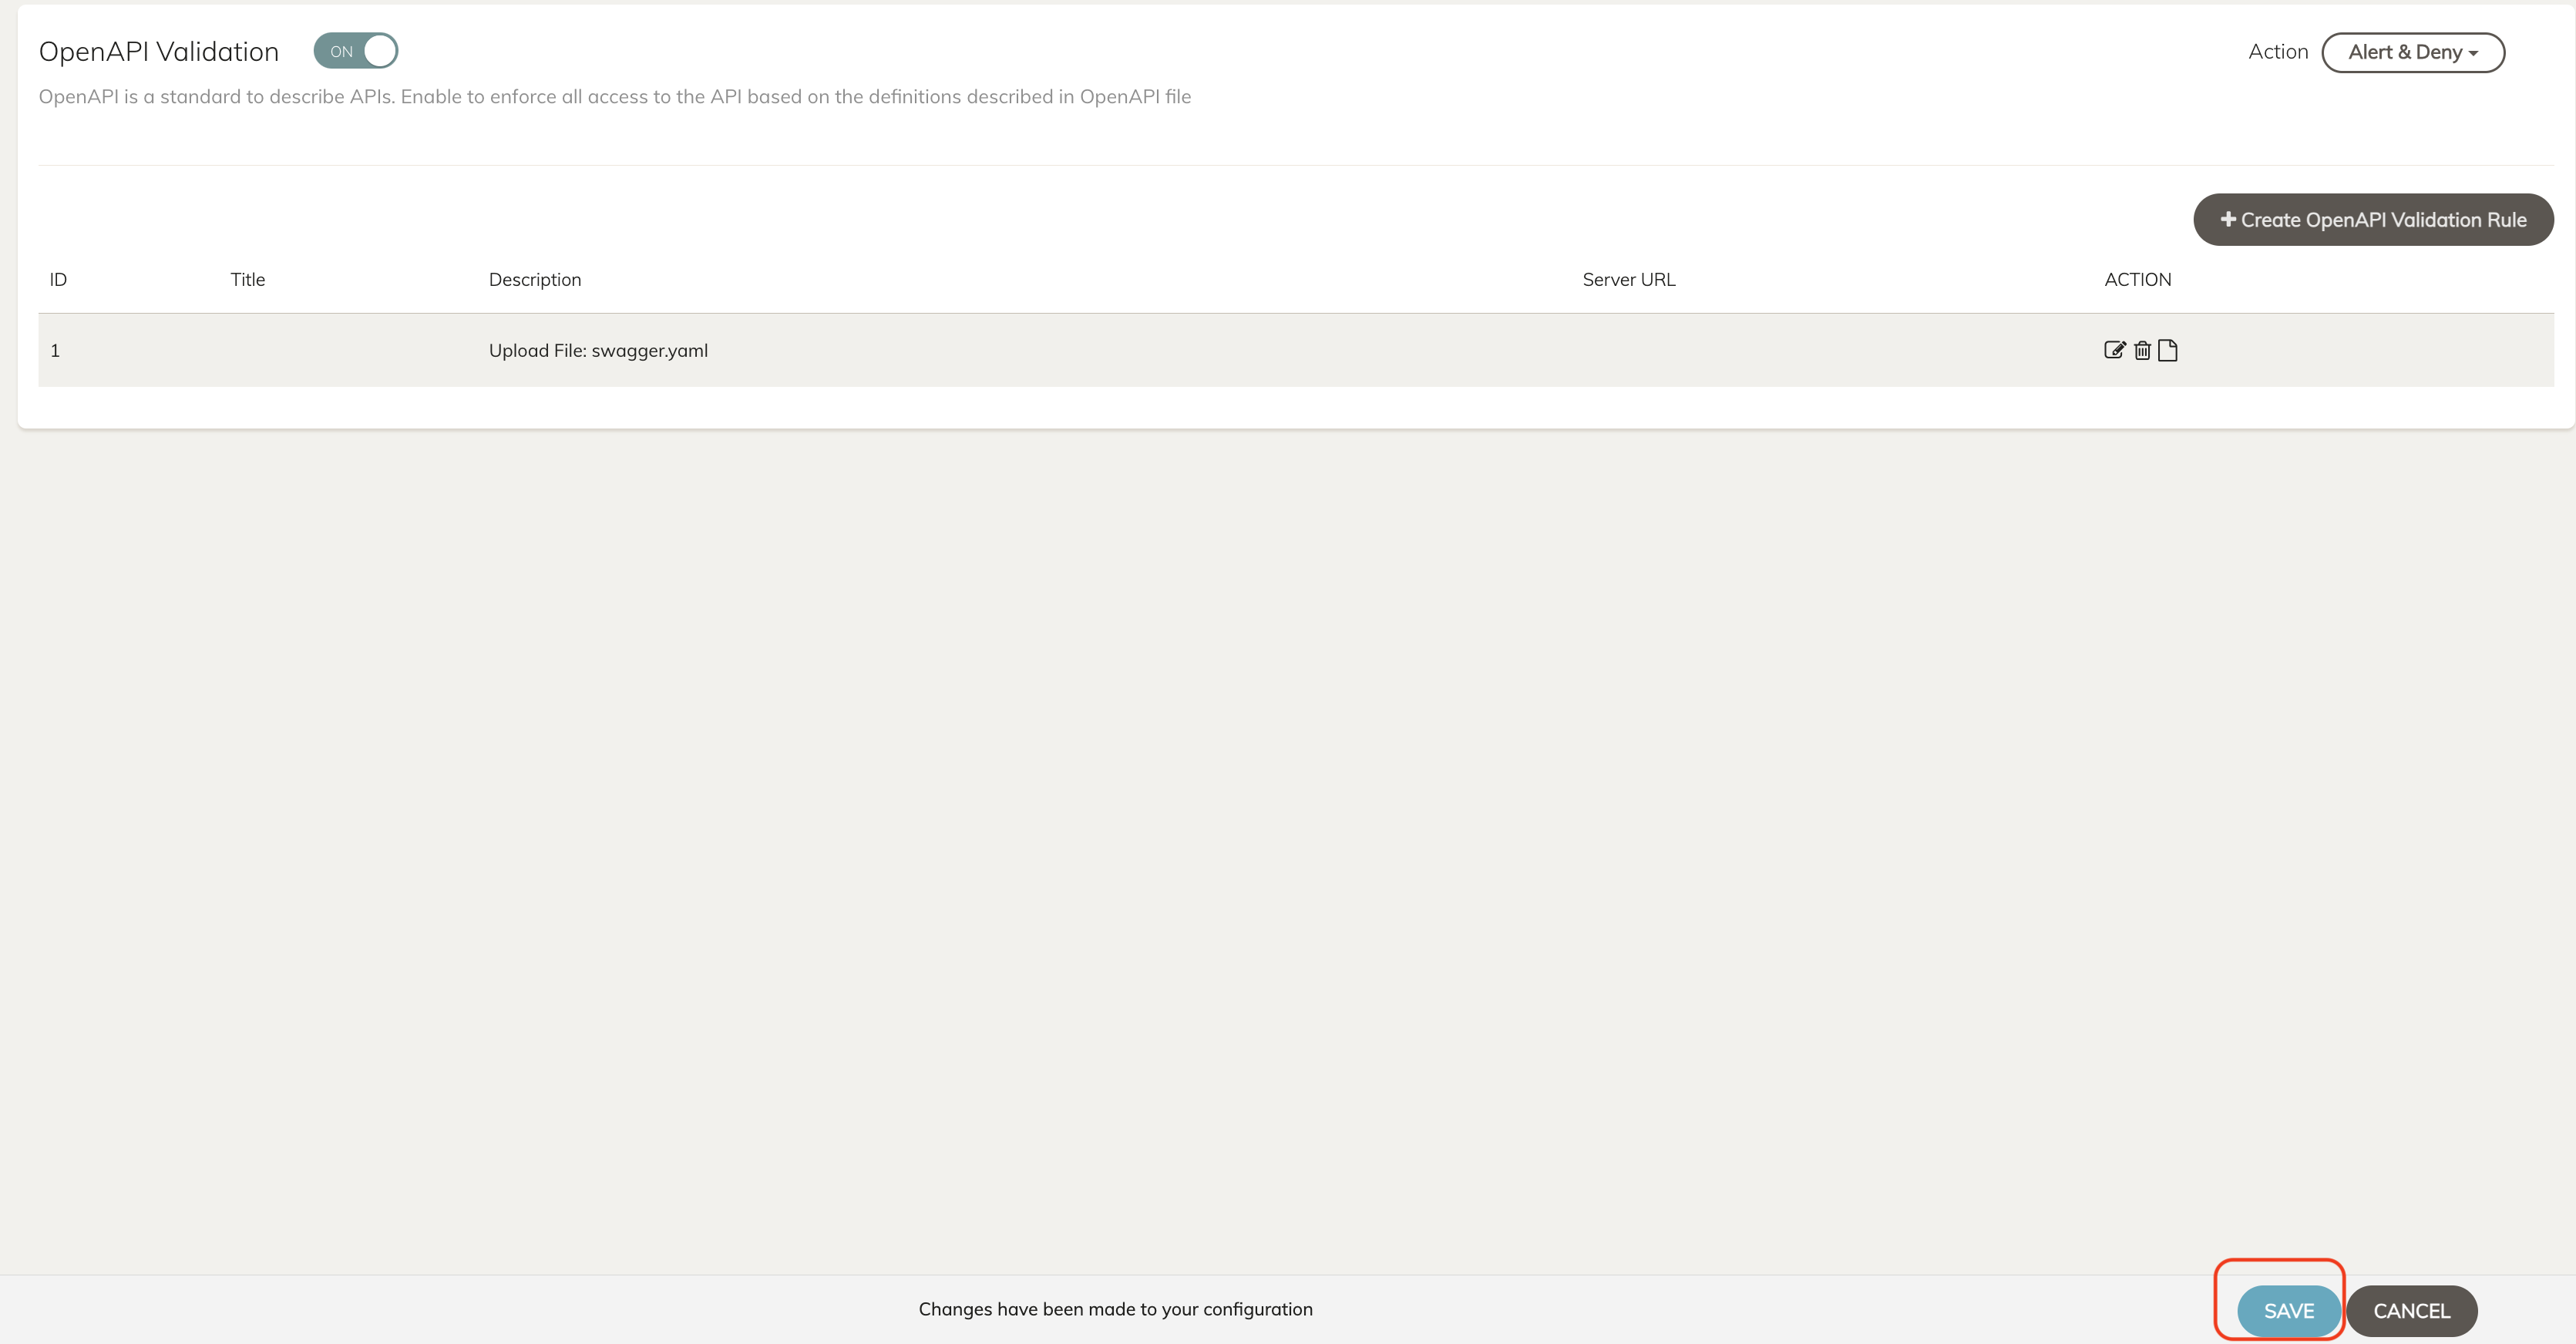 OpenAPI Validation ON Action Alert & Deny
OpenAPI is a standard to describe APIs. Enable to enforce all access to the API based on the definitions described in OpenAPI file
Create OpenAPI Validation Rule
ID Title Description Server URL ACTION
1 Upload File: swagger.yaml
Changes have been made to your configuration SAVE CANCEL